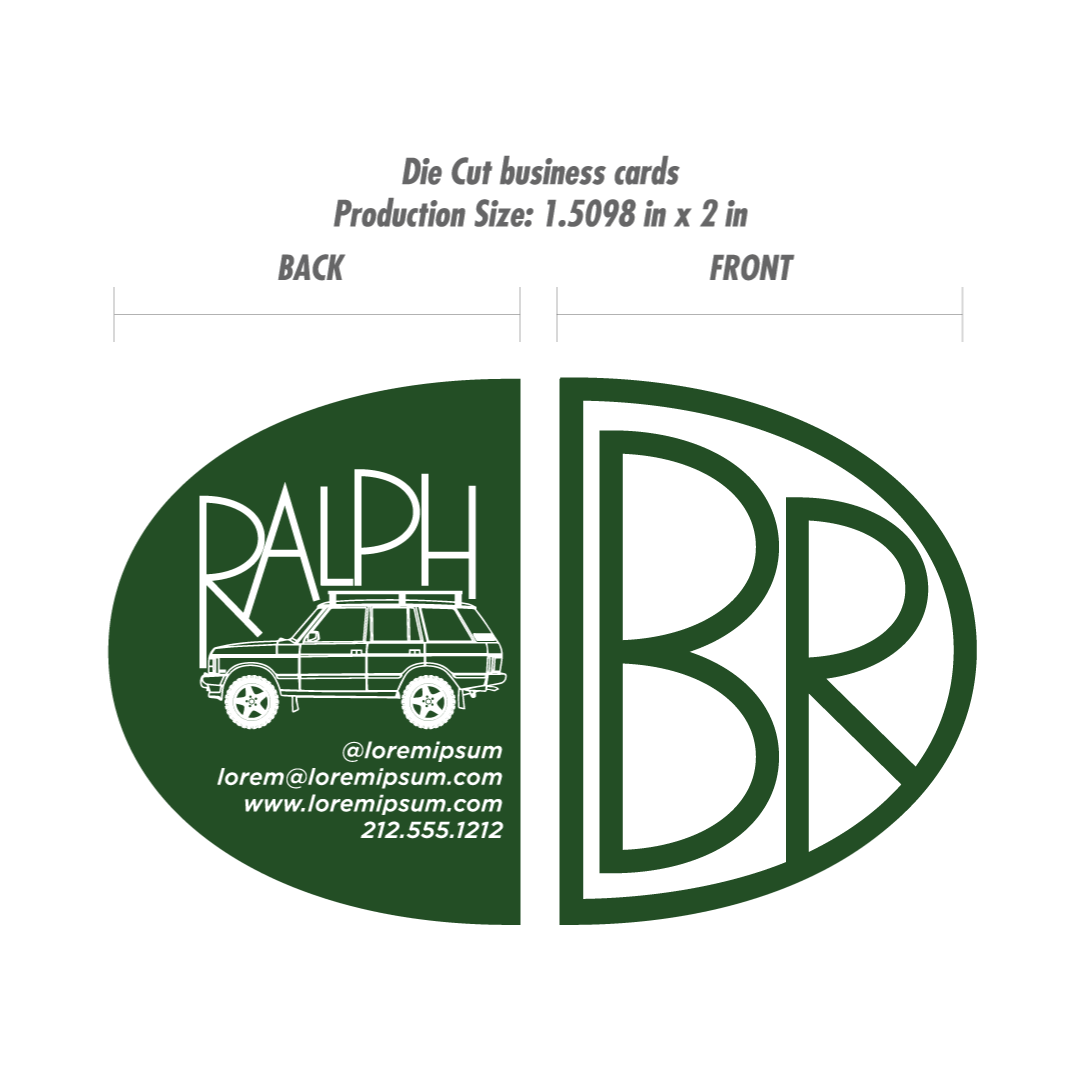 Die Cut business cards
Production Size: 1.5098 in x 2 in
BACK
FRONT
RALPH
@loremipsum
lorem@loremipsum.com
www.loremipsum.com
212.555.1212
BR